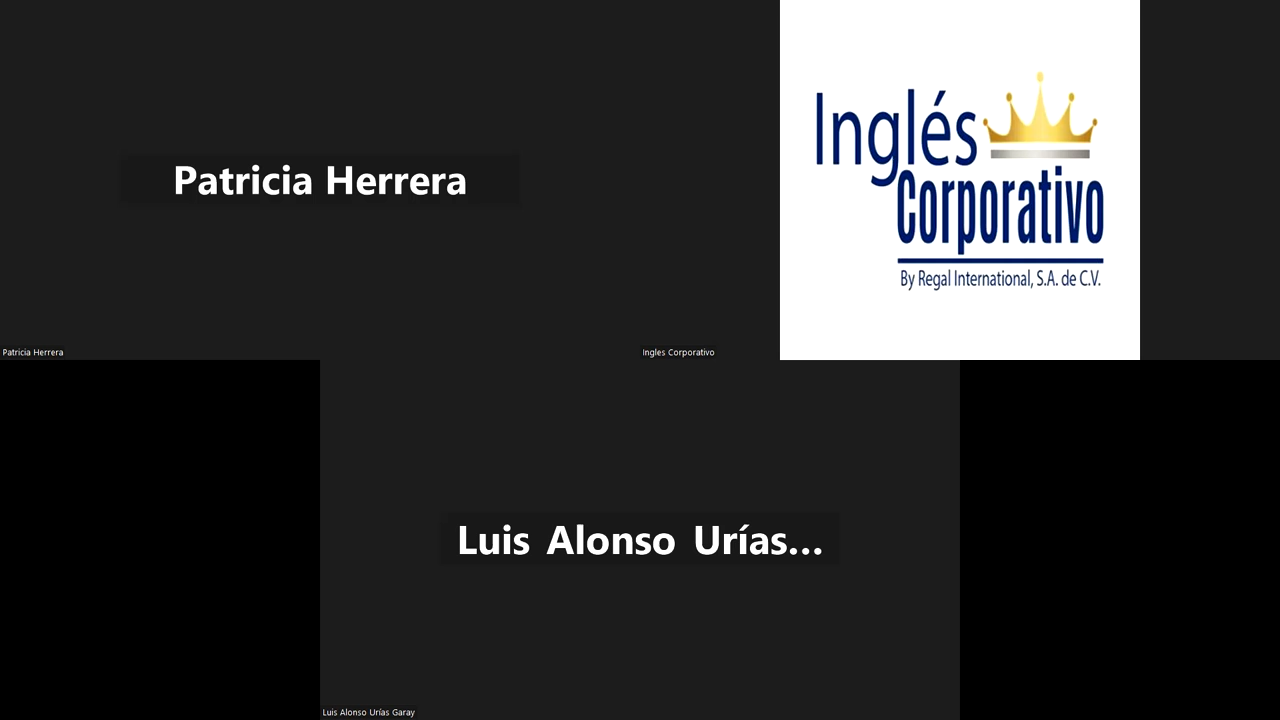 Patricia Herrera
Inglés
Corporativo
By Regal International, S.A. de C.V.
Patricia Herrera
Ingles Corporativo
Luis Alonso Urías...
Luis Alonso Urías Garay